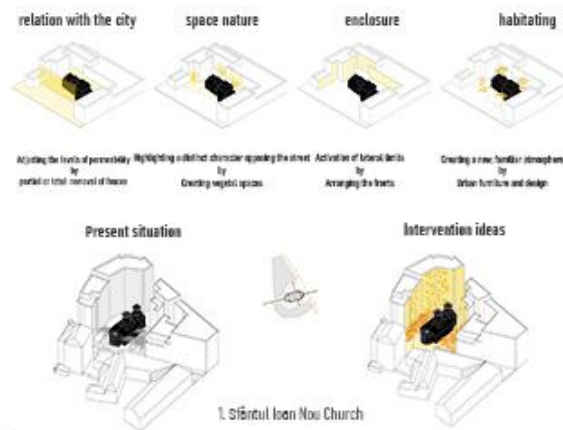 relation with the city
space nature
enclosure
habitating
Adjusting the levels of permeability
by
partial or total removal of fences
Highlighting a distinct character opposing the street
by
Creating vegetal spaces
Activation of lateral limits
by
Arranging the fronts
Creating a new, familiar atmosphere
by
Urban furniture and design
Present situation
Intervention ideas
1. Sfântul Ioan Nou Church